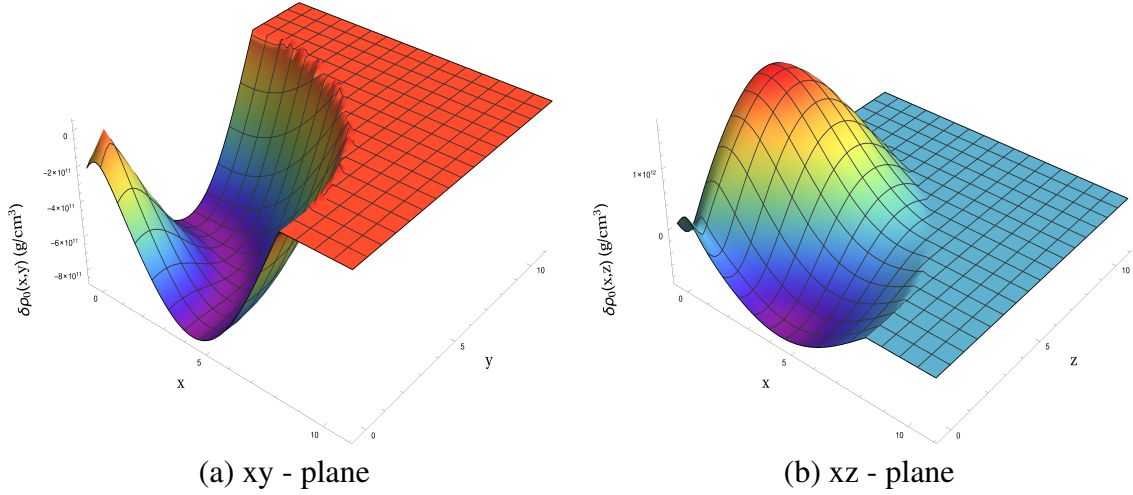 0
−2×10¹¹
−4×10¹¹
−6×10¹¹
−8×10¹¹
δρ₀(x,y) (g/cm³)
0
5
10
x
0
5
10
y
(a) xy - plane
1×10¹²
0
δρ₀(x,z) (g/cm³)
0
5
10
x
0
5
10
z
(b) xz - plane